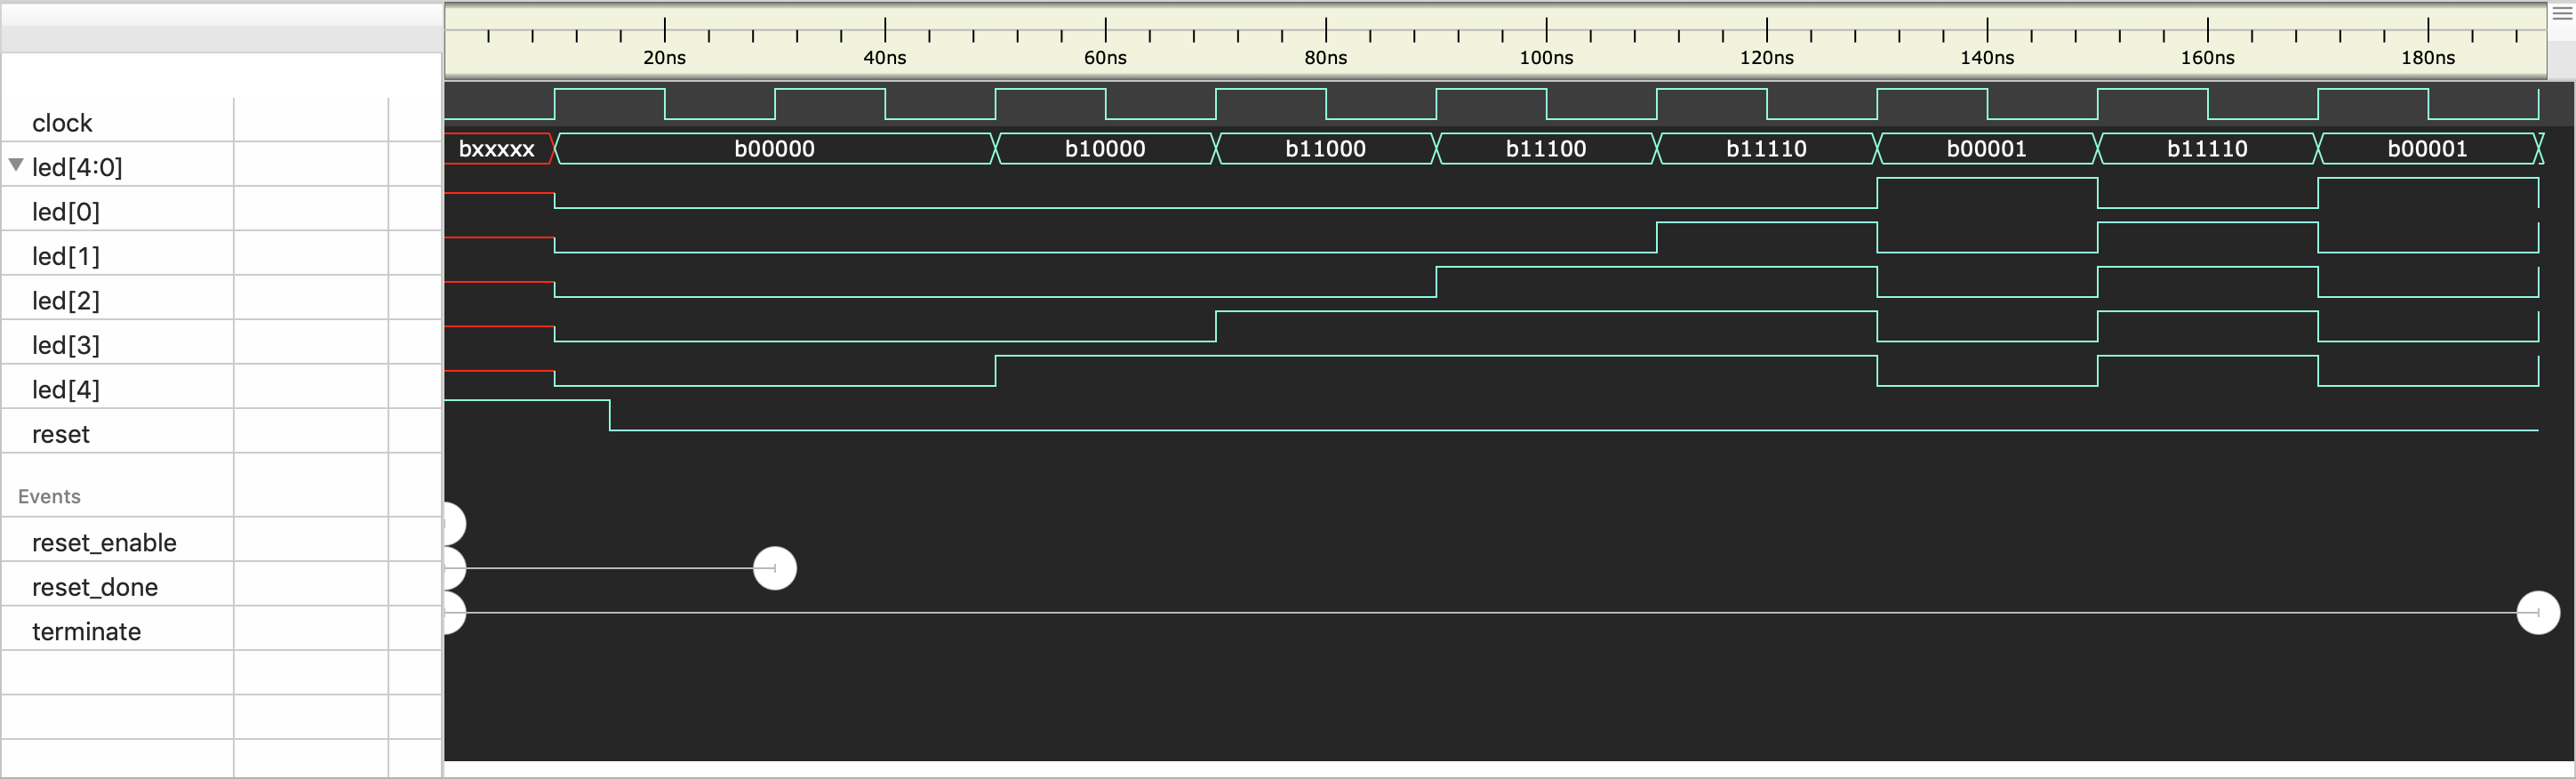 20ns 40ns 60ns 80ns 100ns 120ns 140ns 160ns 180ns
clock
led[4:0] bxxxxx b00000 b10000 b11000 b11100 b11110 b00001 b11110 b00001
led[0]
led[1]
led[2]
led[3]
led[4]
reset
Events
reset_enable
reset_done
terminate